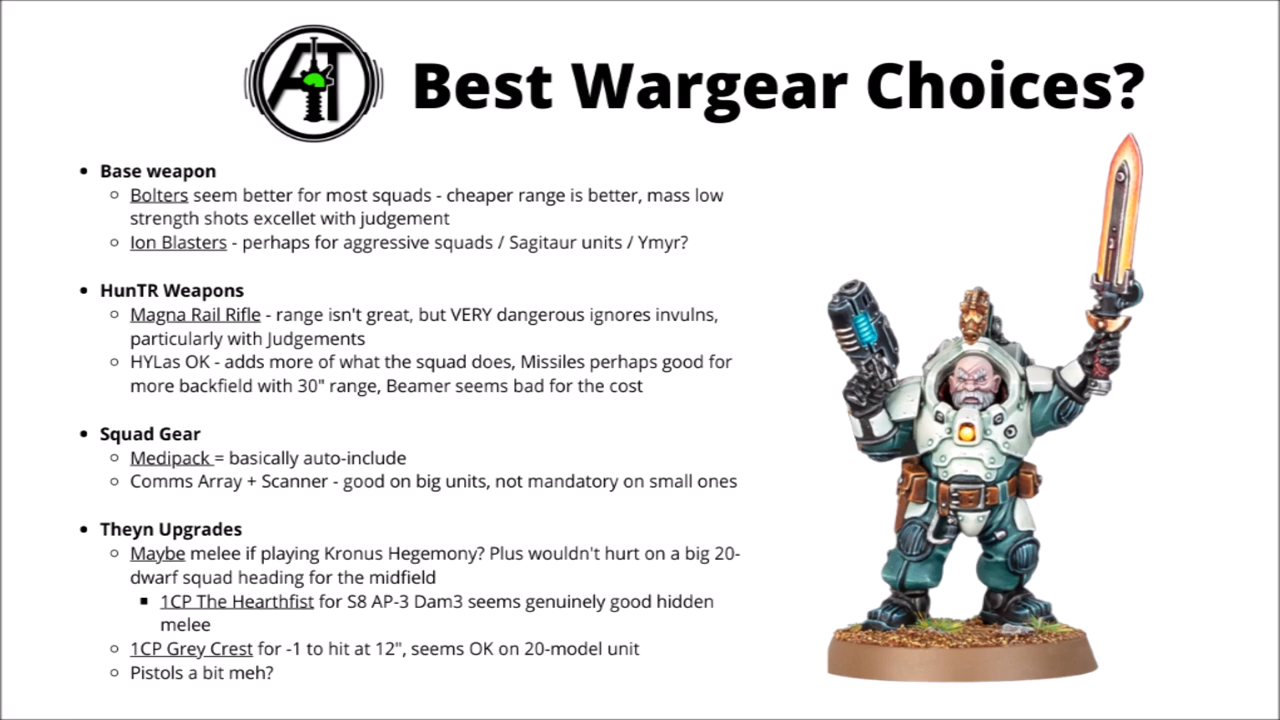 AT
Best Wargear Choices?
Base weapon
Bolters seem better for most squads - cheaper range is better, mass low
strength shots excellet with judgement
Ion Blasters - perhaps for aggressive squads / Sagitaur units / Ymyr?
HunTR Weapons
Magna Rail Rifle - range isn't great, but VERY dangerous ignores invulns,
particularly with Judgements
HYLas OK - adds more of what the squad does, Missiles perhaps good for
more backfield with 30" range, Beamer seems bad for the cost
Squad Gear
Medipack = basically auto-include
Comms Array + Scanner - good on big units, not mandatory on small ones
Theyn Upgrades
Maybe melee if playing Kronus Hegemony? Plus wouldn't hurt on a big 20-
dwarf squad heading for the midfield
1CP The Hearthfist for S8 AP-3 Dam3 seems genuinely good hidden
melee
1CP Grey Crest for -1 to hit at 12", seems OK on 20-model unit
Pistols a bit meh?